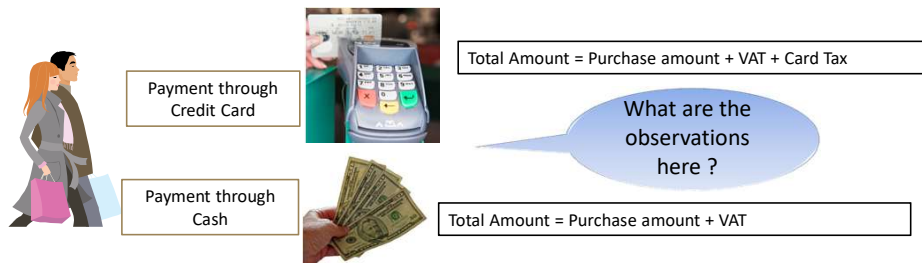 Total Amount = Purchase amount + VAT + Card Tax
Payment through
Credit Card
What are the
observations
here ?
Payment through
Cash
Total Amount = Purchase amount + VAT